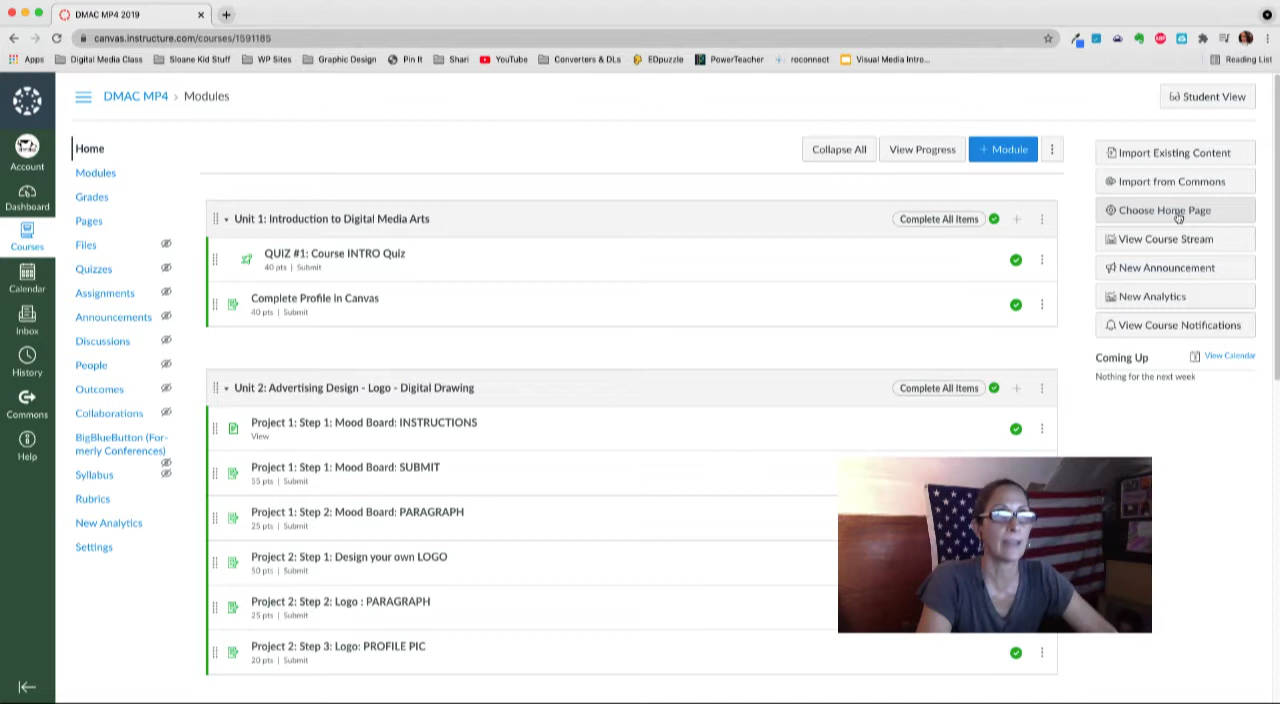 DMAC MP4 2019
canvas.instructure.com/courses/1591185
Apps Digital Media Class Sloane Kid Stuff WP Sites Graphic Design Pin It Shari YouTube Converters & DLs EDpuzzle PowerTeacher roconnect Visual Media Intro... Reading List
DMAC MP4 › Modules
Student View
Account
Dashboard
Courses
Calendar
Inbox
History
Commons
Help
Home
Modules
Grades
Pages
Files
Quizzes
Assignments
Announcements
Discussions
People
Outcomes
Collaborations
BigBlueButton (For-
merly Conferences)
Syllabus
Rubrics
New Analytics
Settings
Collapse All View Progress + Module
Unit 1: Introduction to Digital Media Arts Complete All Items
QUIZ #1: Course INTRO Quiz
40 pts | Submit
Complete Profile in Canvas
40 pts | Submit
Unit 2: Advertising Design - Logo - Digital Drawing Complete All Items
Project 1: Step 1: Mood Board: INSTRUCTIONS
View
Project 1: Step 1: Mood Board: SUBMIT
55 pts | Submit
Project 1: Step 2: Mood Board: PARAGRAPH
25 pts | Submit
Project 2: Step 1: Design your own LOGO
50 pts | Submit
Project 2: Step 2: Logo : PARAGRAPH
25 pts | Submit
Project 2: Step 3: Logo: PROFILE PIC
20 pts | Submit
Import Existing Content
Import from Commons
Choose Home Page
View Course Stream
New Announcement
New Analytics
View Course Notifications
Coming Up View Calendar
Nothing for the next week